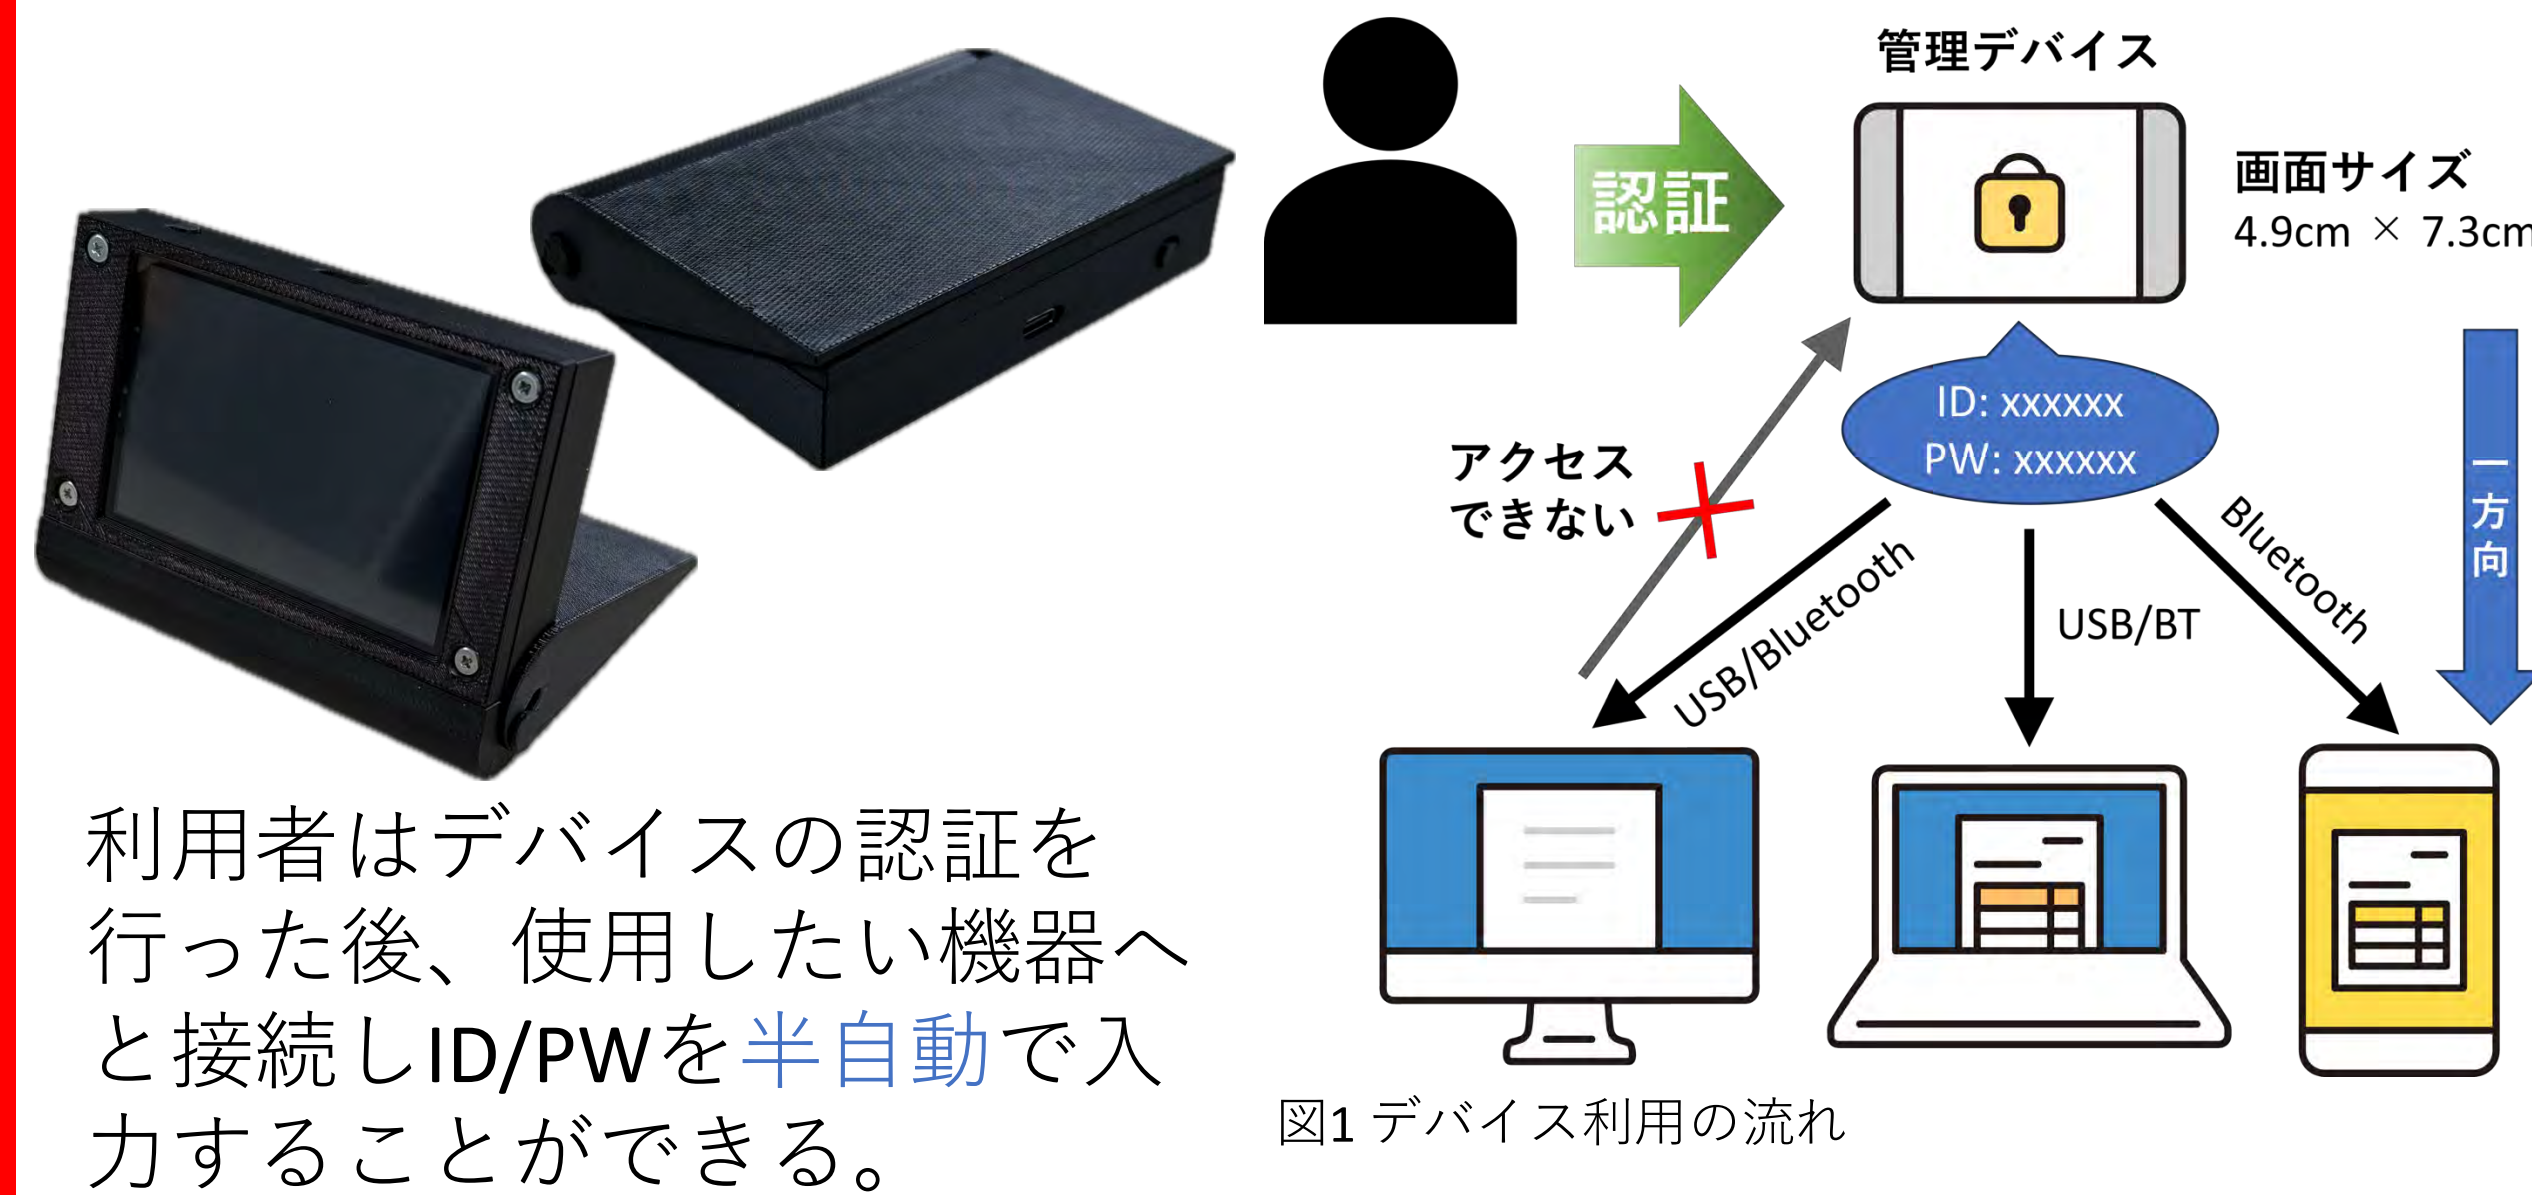 利用者はデバイスの認証を
行った後、使用したい機器へ
と接続しID/PWを半自動で入
力することができる。
管理デバイス
認証
画面サイズ
4.9cm × 7.3cm
ID: xxxxxx
PW: xxxxxx
アクセス
できない
USB/Bluetooth
USB/BT
Bluetooth
一方向
図1 デバイス利用の流れ